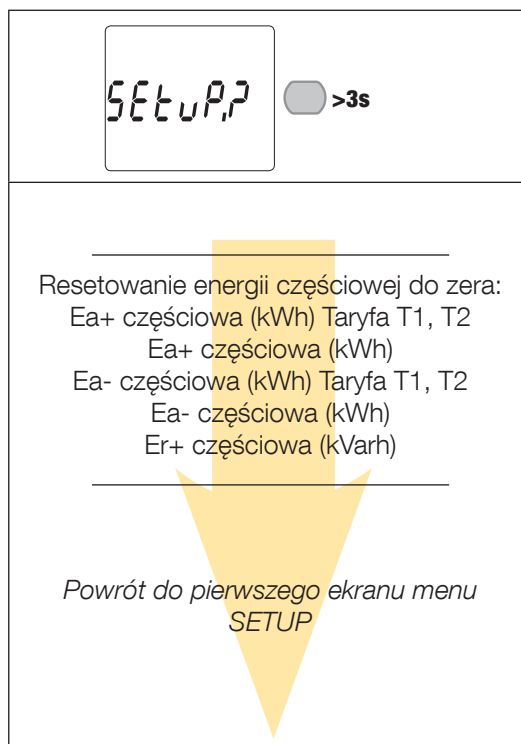 SEtuP,? >3s
Resetowanie energii częściowej do zera:
Ea+ częściowa (kWh) Taryfa T1, T2
Ea+ częściowa (kWh)
Ea- częściowa (kWh) Taryfa T1, T2
Ea- częściowa (kWh)
Er+ częściowa (kVarh)
Powrót do pierwszego ekranu menu
SETUP